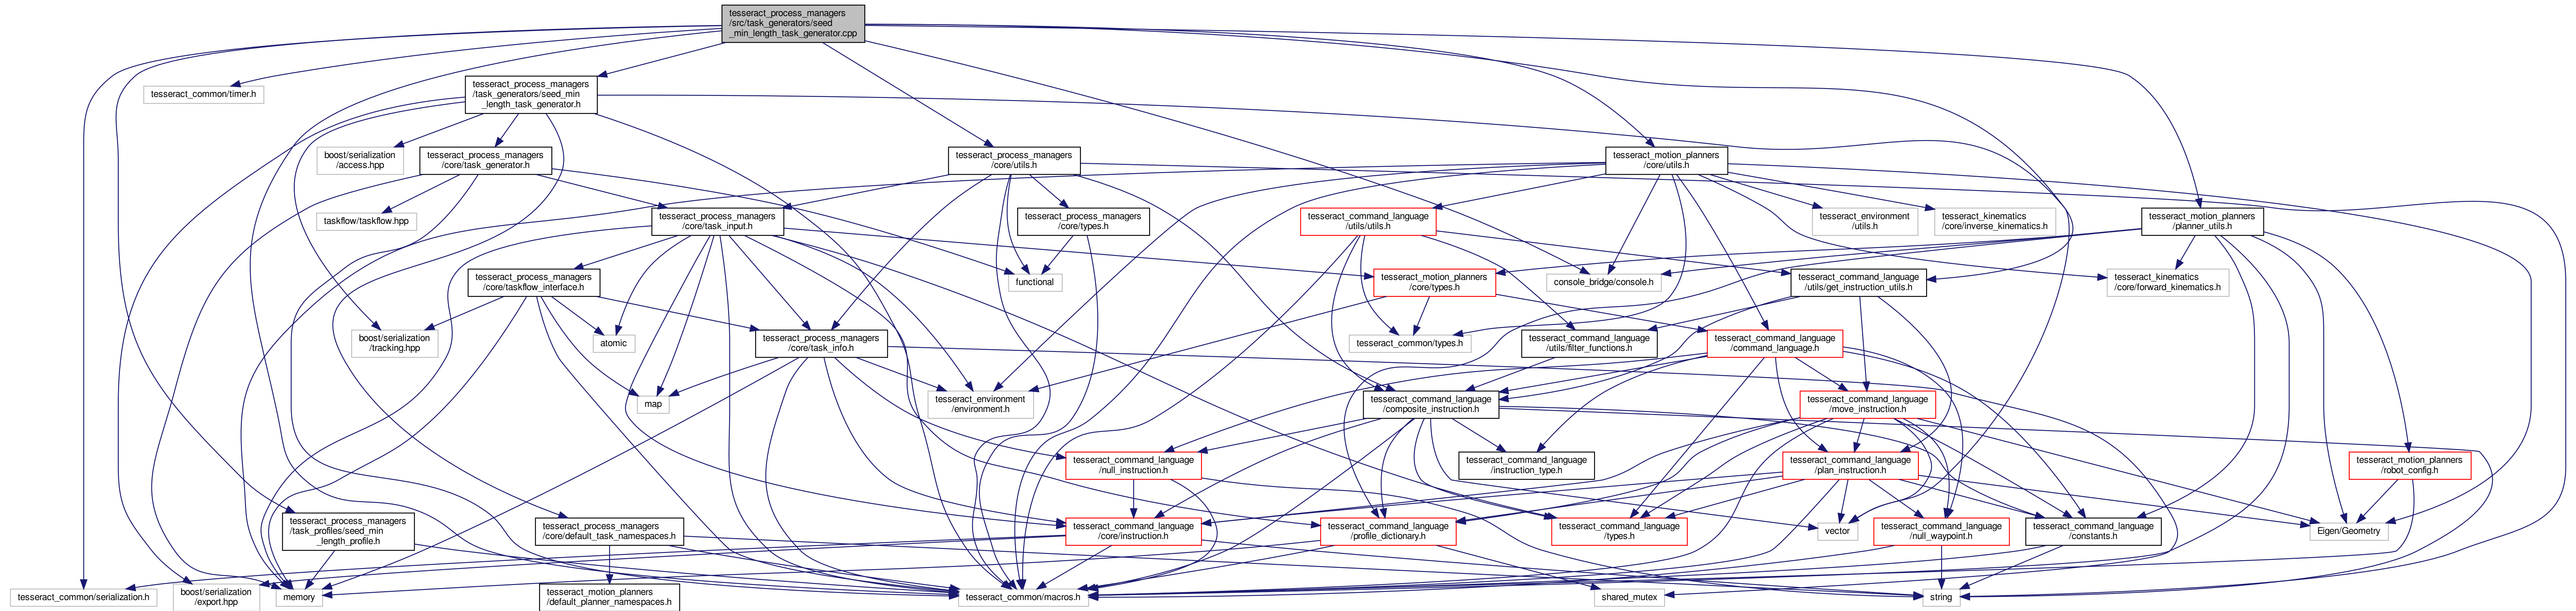 tesseract_process_managers
/src/task_generators/seed
_min_length_task_generator.cpp
tesseract_common/timer.h
tesseract_process_managers
/task_generators/seed_min
_length_task_generator.h
boost/serialization
/access.hpp
tesseract_process_managers
/core/task_generator.h
tesseract_process_managers
/core/utils.h
tesseract_motion_planners
/core/utils.h
taskflow/taskflow.hpp
tesseract_process_managers
/core/task_input.h
tesseract_process_managers
/core/types.h
tesseract_command_language
/utils/utils.h
tesseract_environment
/utils.h
tesseract_kinematics
/core/inverse_kinematics.h
tesseract_motion_planners
/planner_utils.h
tesseract_process_managers
/core/taskflow_interface.h
functional
tesseract_motion_planners
/core/types.h
console_bridge/console.h
tesseract_command_language
/utils/get_instruction_utils.h
tesseract_kinematics
/core/forward_kinematics.h
boost/serialization
/tracking.hpp
atomic
tesseract_process_managers
/core/task_info.h
tesseract_common/types.h
tesseract_command_language
/utils/filter_functions.h
tesseract_command_language
/command_language.h
map
tesseract_environment
/environment.h
tesseract_command_language
/composite_instruction.h
tesseract_command_language
/move_instruction.h
tesseract_command_language
/null_instruction.h
tesseract_command_language
/instruction_type.h
tesseract_command_language
/plan_instruction.h
tesseract_motion_planners
/robot_config.h
tesseract_process_managers
/task_profiles/seed_min
_length_profile.h
tesseract_process_managers
/core/default_task_namespaces.h
tesseract_command_language
/core/instruction.h
tesseract_command_language
/profile_dictionary.h
tesseract_command_language
/types.h
vector
tesseract_command_language
/null_waypoint.h
tesseract_command_language
/constants.h
Eigen/Geometry
tesseract_common/serialization.h
boost/serialization
/export.hpp
memory
tesseract_motion_planners
/default_planner_namespaces.h
tesseract_common/macros.h
shared_mutex
string